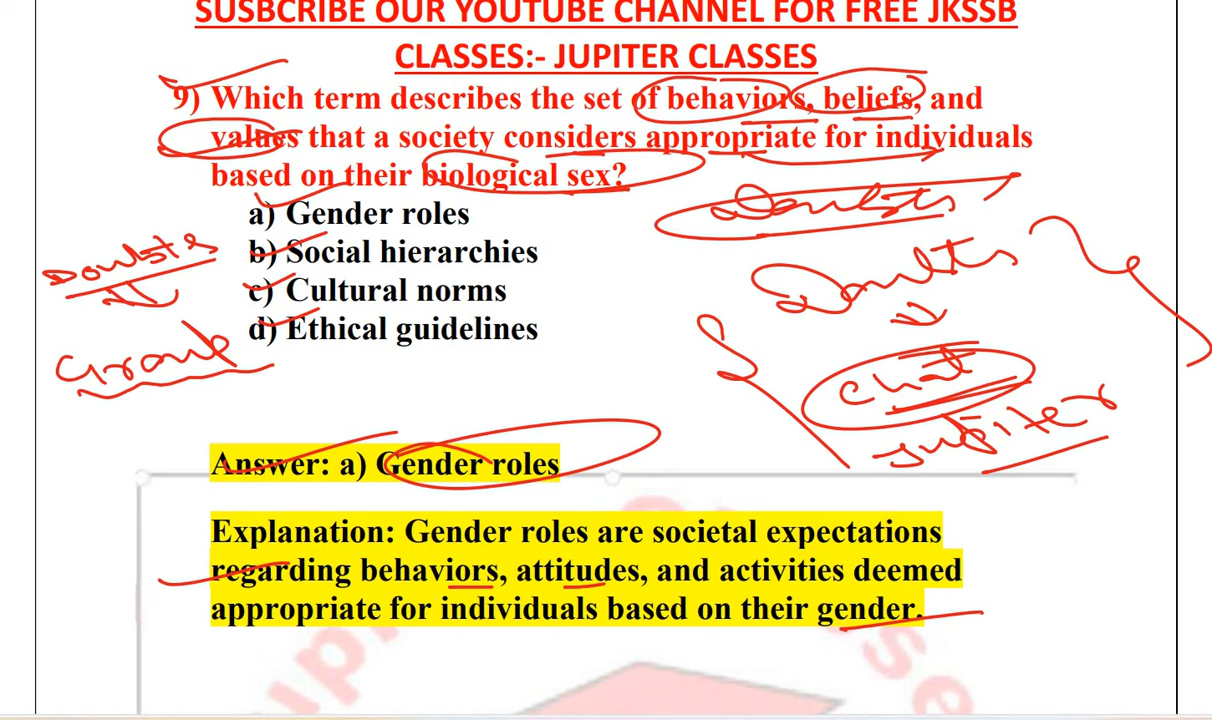 SUSBCRIBE OUR YOUTUBE CHANNEL FOR FREE JKSSB
CLASSES:- JUPITER CLASSES
9) Which term describes the set of behaviors, beliefs, and
values that a society considers appropriate for individuals
based on their biological sex?
a) Gender roles
b) Social hierarchies
c) Cultural norms
d) Ethical guidelines
Doubts
Group
Doubts
Doubts
Chat
Jupiter
Answer: a) Gender roles
Explanation: Gender roles are societal expectations
regarding behaviors, attitudes, and activities deemed
appropriate for individuals based on their gender.